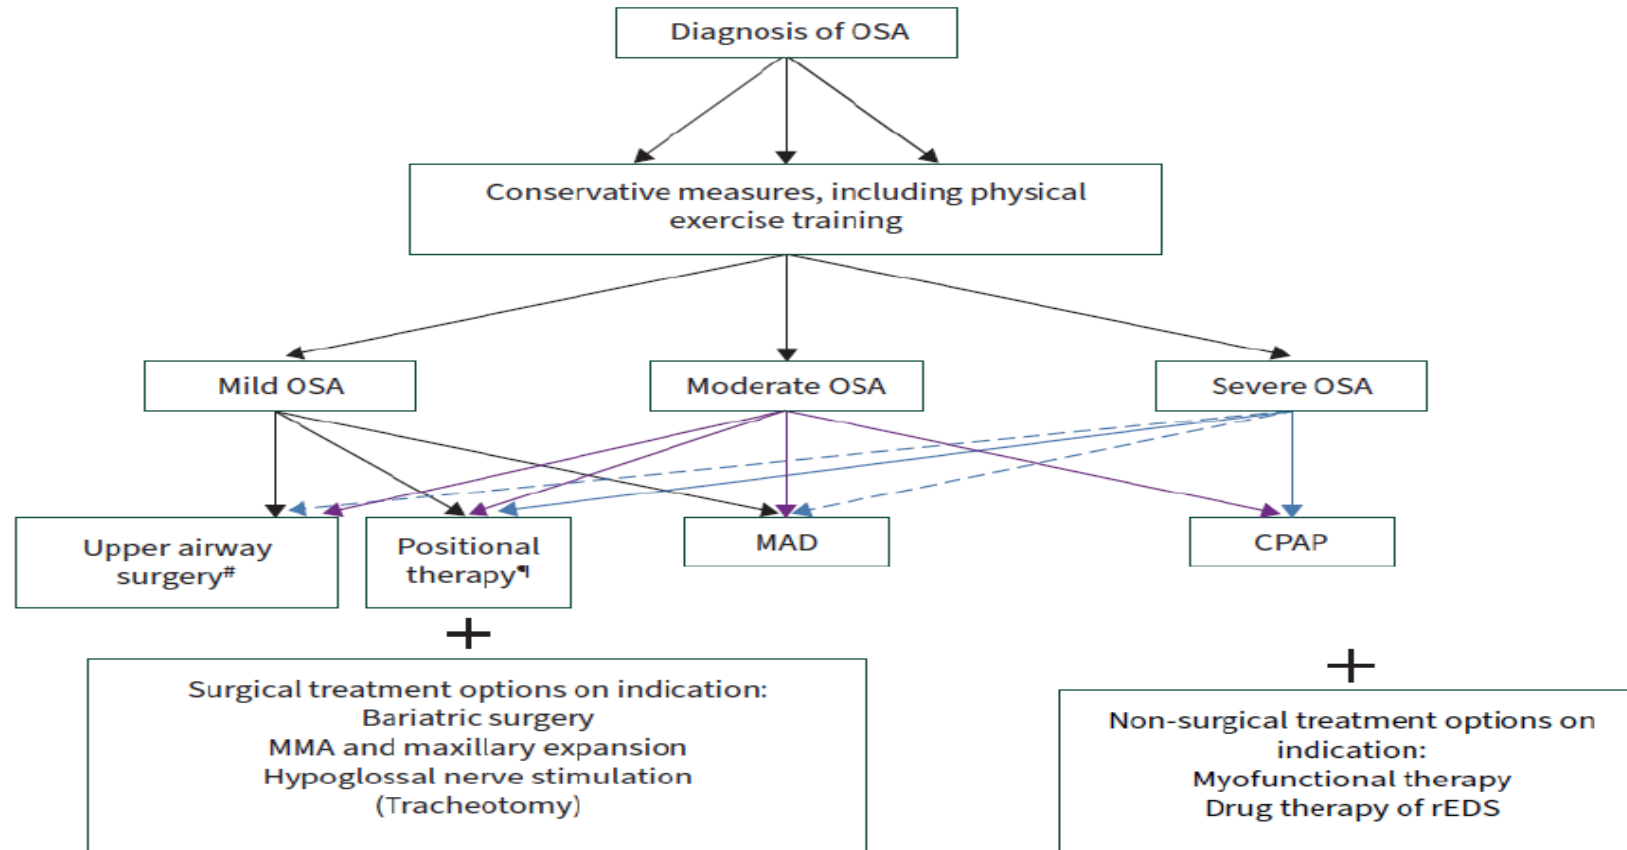 Diagnosis of OSA
Conservative measures, including physical
exercise training
Mild OSA
Moderate OSA
Severe OSA
Upper airway
surgery#
Positional
therapy¶
MAD
CPAP
+
+
Surgical treatment options on indication:
Bariatric surgery
MMA and maxillary expansion
Hypoglossal nerve stimulation
(Tracheotomy)
Non-surgical treatment options on
indication:
Myofunctional therapy
Drug therapy of rEDS